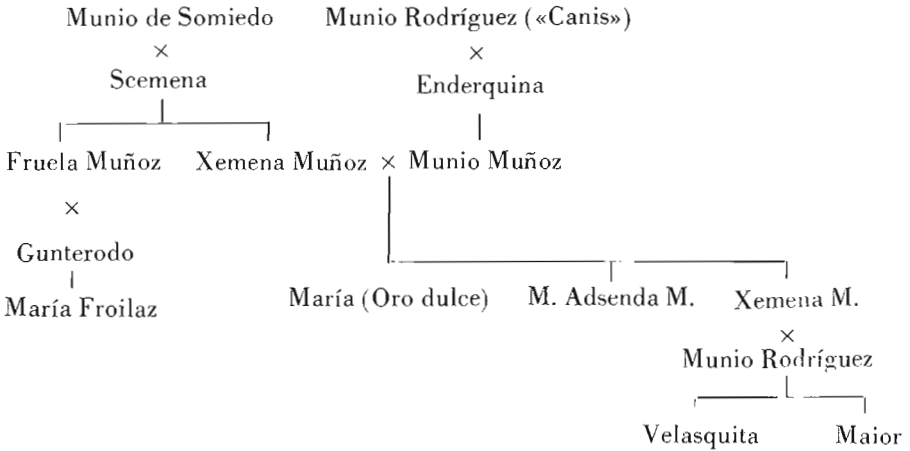 Munio de Somiedo Munio Rodríguez («Canis»)
× ×
Scemena Enderquina
Fruela Muñoz Xemena Muñoz × Munio Muñoz
×
Gunterodo
María (Oro dulce) M. Adsenda M. Xemena M.
María Froilaz
×
Munio Rodríguez
Velasquita Maior